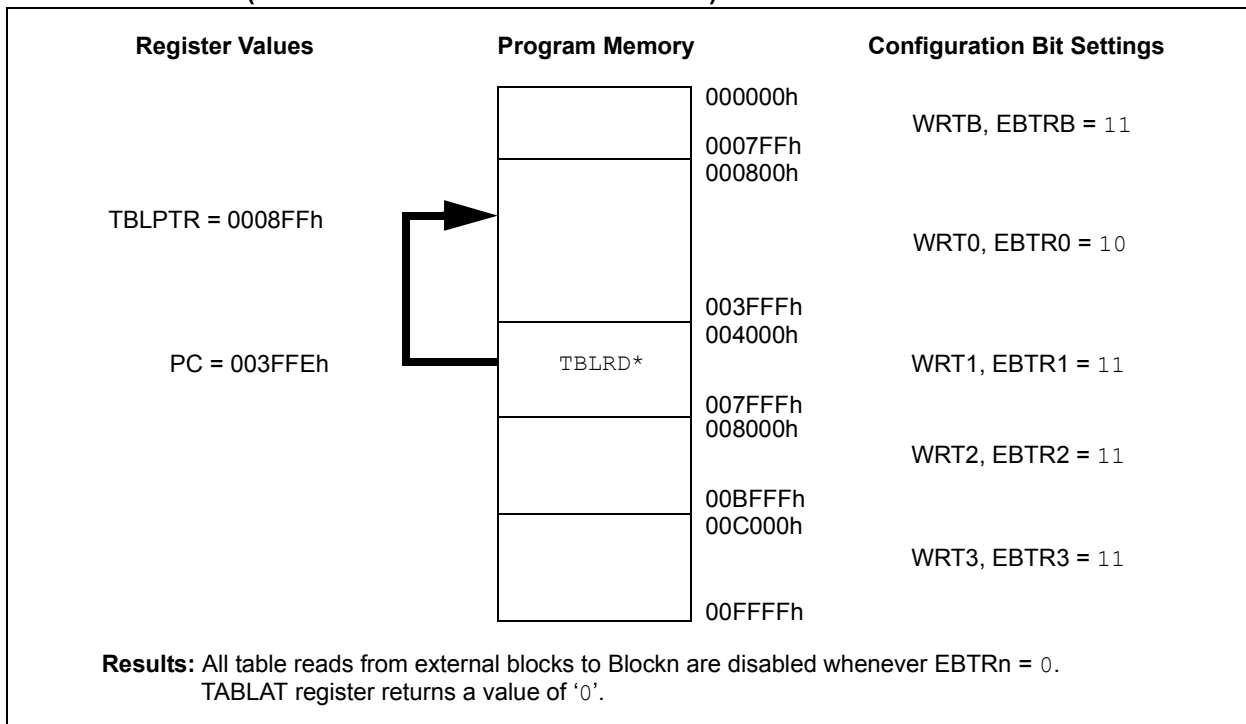 Register Values Program Memory Configuration Bit Settings
000000h
WRTB, EBTRB = 11
0007FFh
000800h
TBLPTR = 0008FFh
WRT0, EBTR0 = 10
003FFFh
004000h
PC = 003FFEh TBLRD* WRT1, EBTR1 = 11
007FFFh
008000h
WRT2, EBTR2 = 11
00BFFFh
00C000h
WRT3, EBTR3 = 11
00FFFFh
Results: All table reads from external blocks to Blockn are disabled whenever EBTRn = 0.
TABLAT register returns a value of ‘0’.